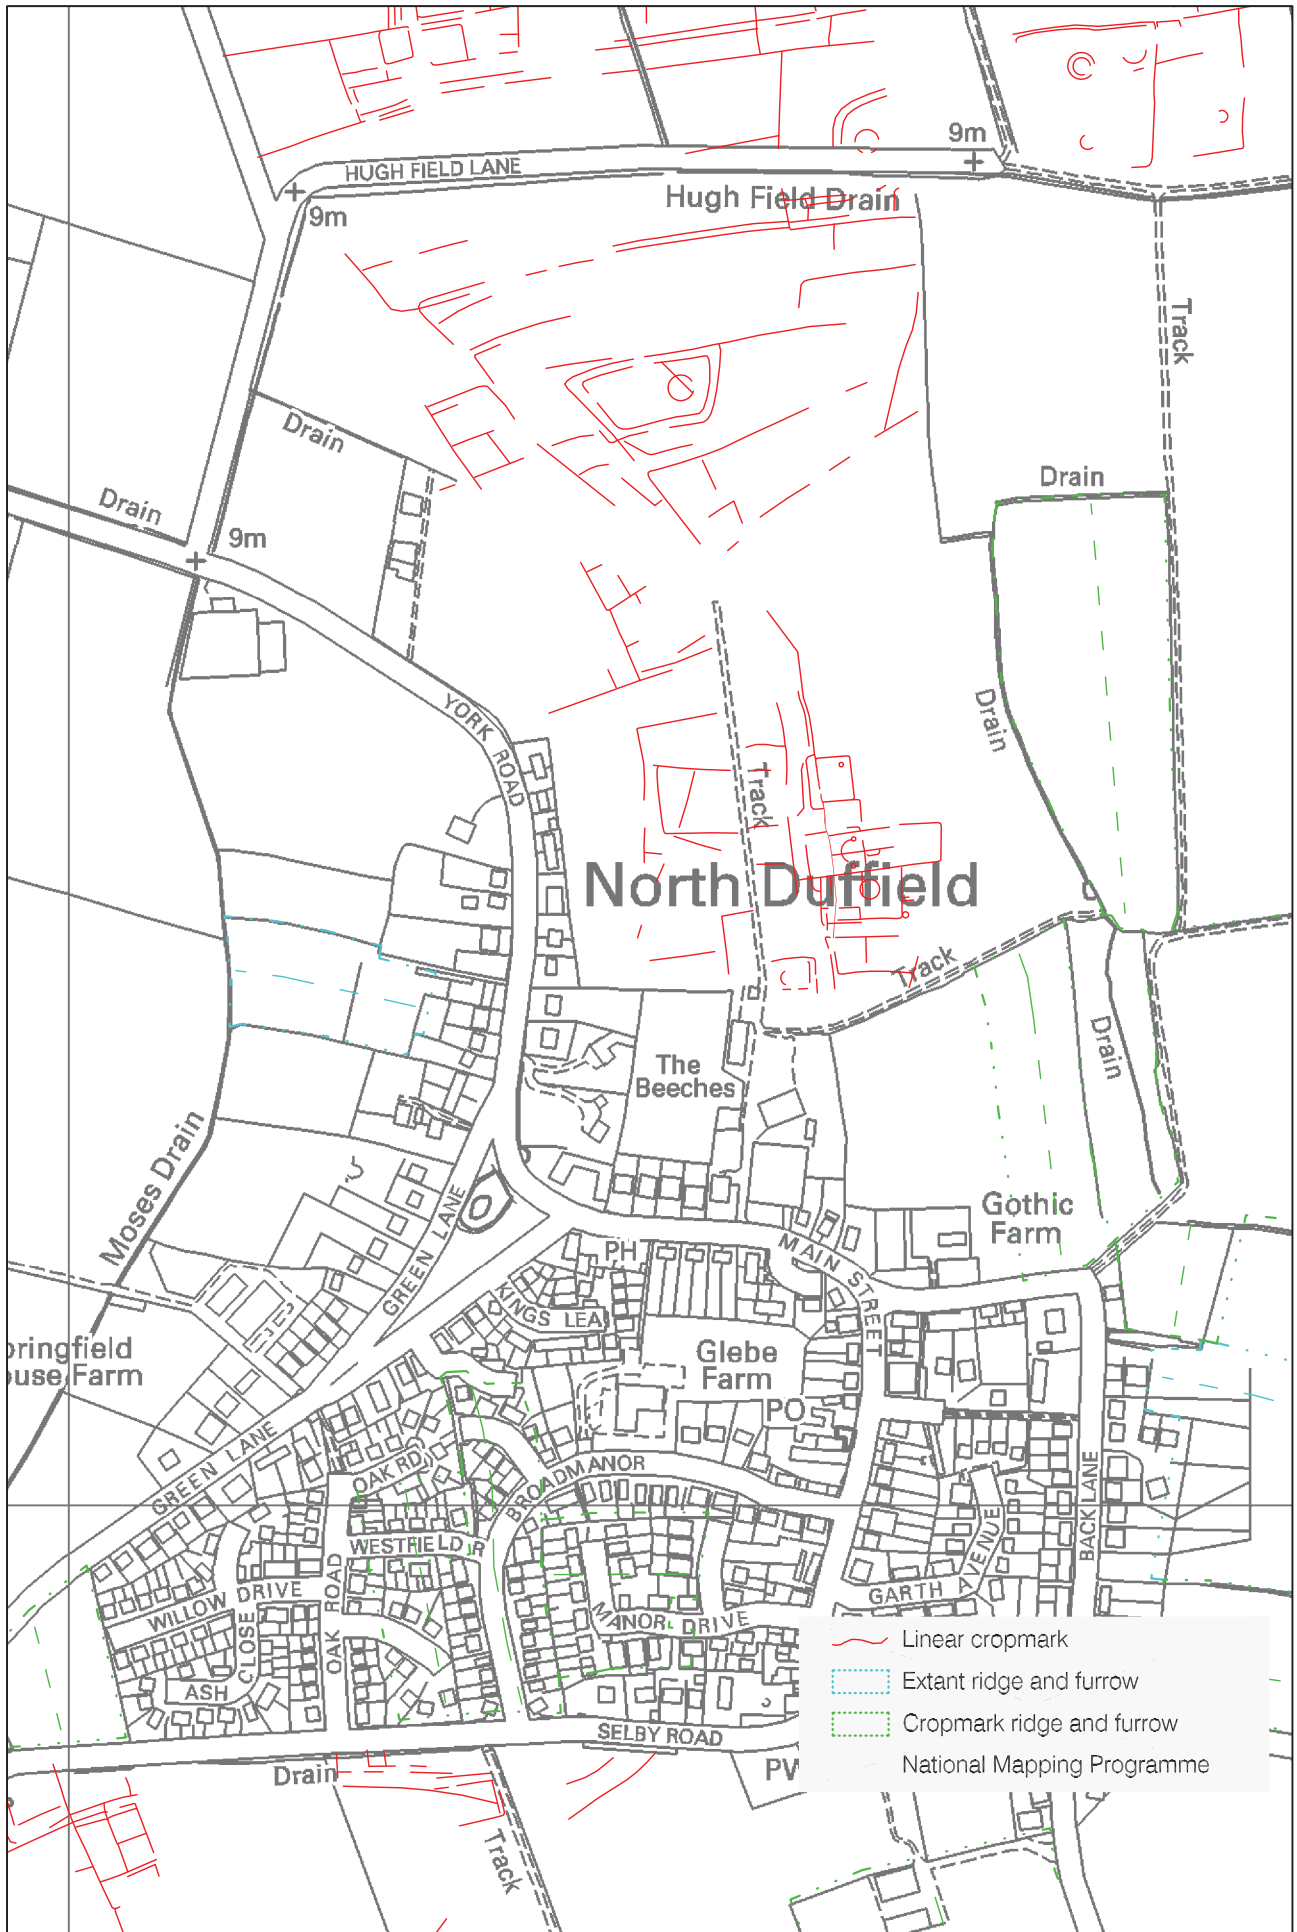 9m
HUGH FIELD LANE
Hugh Field Drain
9m
Track
Drain
Drain
Drain
9m
Drain
YORK ROAD
Track
North Duffield
Track
Drain
The
Beeches
Moses Drain
GREEN LANE
Gothic
Farm
PH
MAIN STREET
KINGS LEA
Glebe
Farm
pringfield
ouse Farm
PO
GREEN LANE
OAK RD
BROADMANOR
BACK LANE
WESTFIELD R
GARTH AVENUE
WILLOW DRIVE
OAK ROAD
MANOR DRIVE
ASH CLOSE
SELBY ROAD
Drain
PW
Track
Linear cropmark
Extant ridge and furrow
Cropmark ridge and furrow
National Mapping Programme